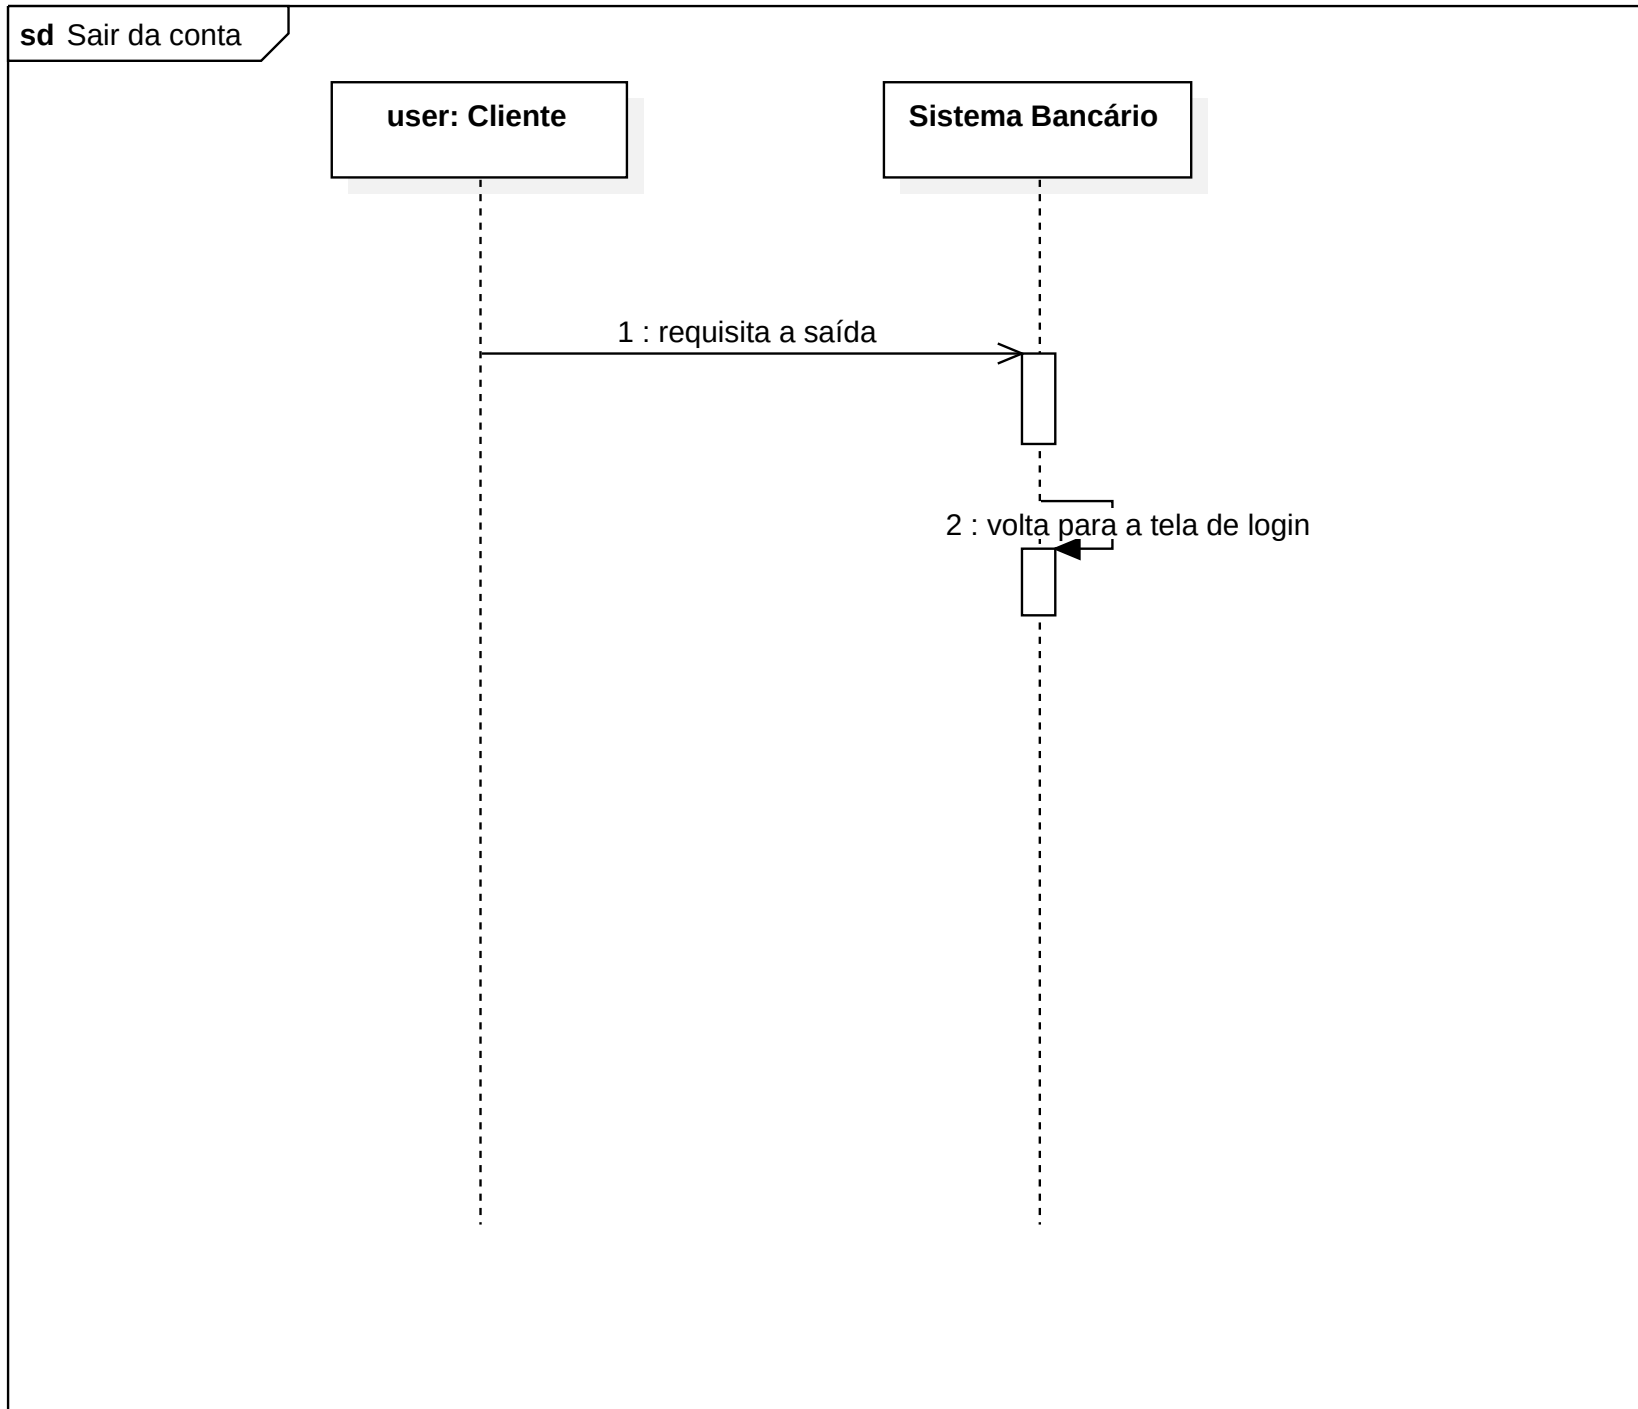 sd Sair da conta
user: Cliente
Sistema Bancário
1 : requisita a saída
2 : volta para a tela de login